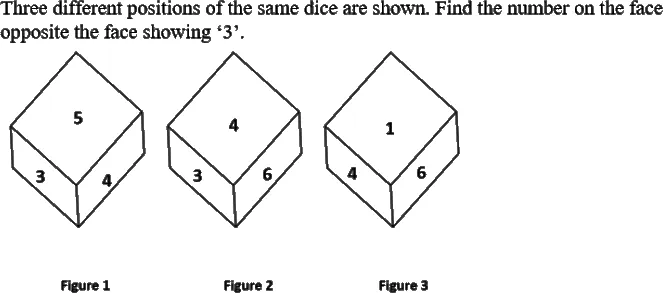 Three different positions of the same dice are shown. Find the number on the face
opposite the face showing ‘3’.
5
3 4
4
3 6
1
4 6
Figure 1 Figure 2 Figure 3